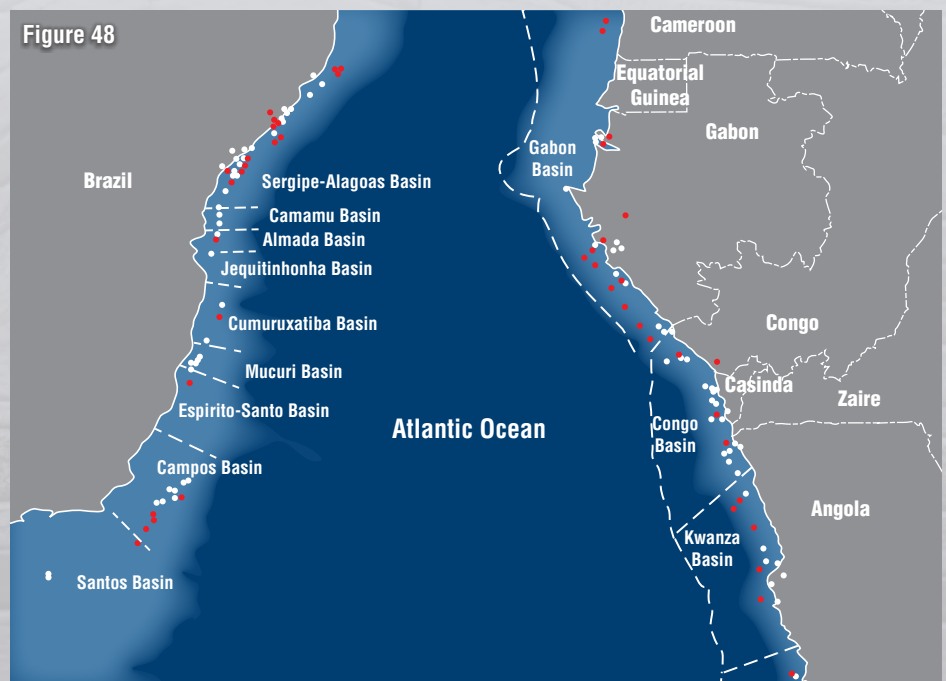 Figure 48
Cameroon
Equatorial
Guinea
Gabon
Gabon
Basin
Brazil
Sergipe-Alagoas Basin
Camamu Basin
Almada Basin
Jequitinhonha Basin
Cumuruxatiba Basin
Congo
Mucuri Basin
Casinda
Zaire
Espirito-Santo Basin
Atlantic Ocean
Congo
Basin
Campos Basin
Angola
Kwanza
Basin
Santos Basin